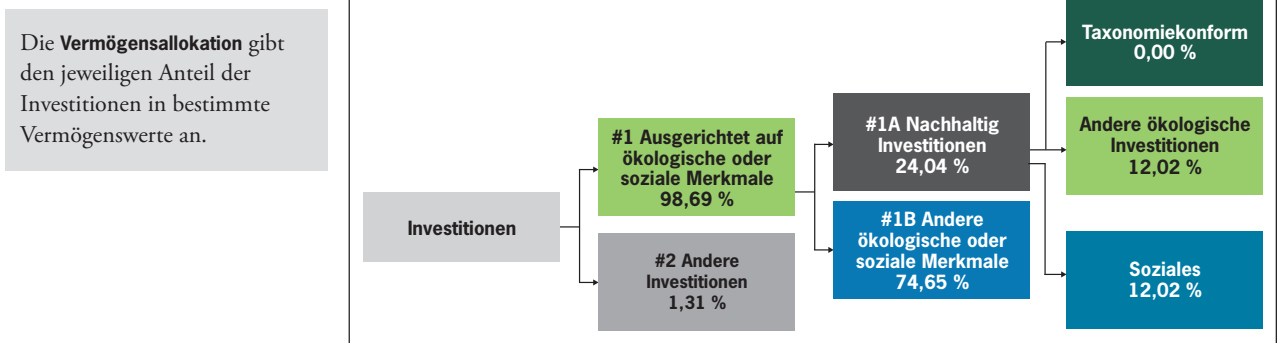 Die Vermögensallokation gibt
den jeweiligen Anteil der
Investitionen in bestimmte
Vermögenswerte an.
Investitionen
#1 Ausgerichtet auf
ökologische oder
soziale Merkmale
98,69 %
#2 Andere
Investitionen
1,31 %
#1A Nachhaltig
Investitionen
24,04 %
#1B Andere
ökologische oder
soziale Merkmale
74,65 %
Taxonomiekonform
0,00 %
Andere ökologische
Investitionen
12,02 %
Soziales
12,02 %